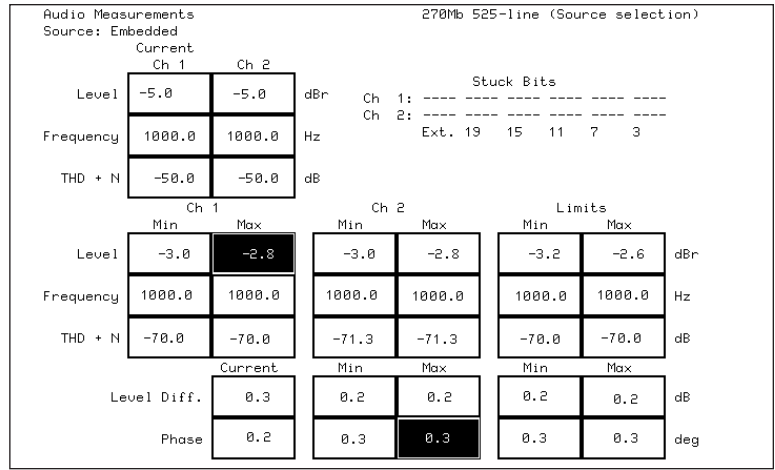 Audio Measurements 270Mb 525-line (Source selection)
Source: Embedded
Current
Ch 1 Ch 2
Level -5.0 -5.0 dBr
Stuck Bits
Ch 1: ---- ---- ---- ---- ---- ----
Ch 2: ---- ---- ---- ---- ---- ----
Ext. 19 15 11 7 3
Frequency 1000.0 1000.0 Hz
THD + N -50.0 -50.0 dB
Ch 1 Ch 2 Limits
Min Max Min Max Min Max
Level -3.0 -2.8 -3.0 -2.8 -3.2 -2.6 dBr
Frequency 1000.0 1000.0 1000.0 1000.0 1000.0 1000.0 Hz
THD + N -70.0 -70.0 -71.3 -71.3 -70.0 -70.0 dB
Current Min Max Min Max
Level Diff. 0.3 0.2 0.2 0.2 0.2 dB
Phase 0.2 0.3 0.3 0.3 0.3 deg